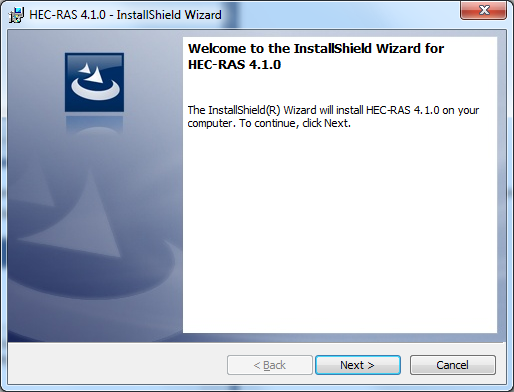 HEC-RAS 4.1.0 - InstallShield Wizard
Welcome to the InstallShield Wizard for
HEC-RAS 4.1.0
The InstallShield(R) Wizard will install HEC-RAS 4.1.0 on your
computer. To continue, click Next.
< Back
Next >
Cancel